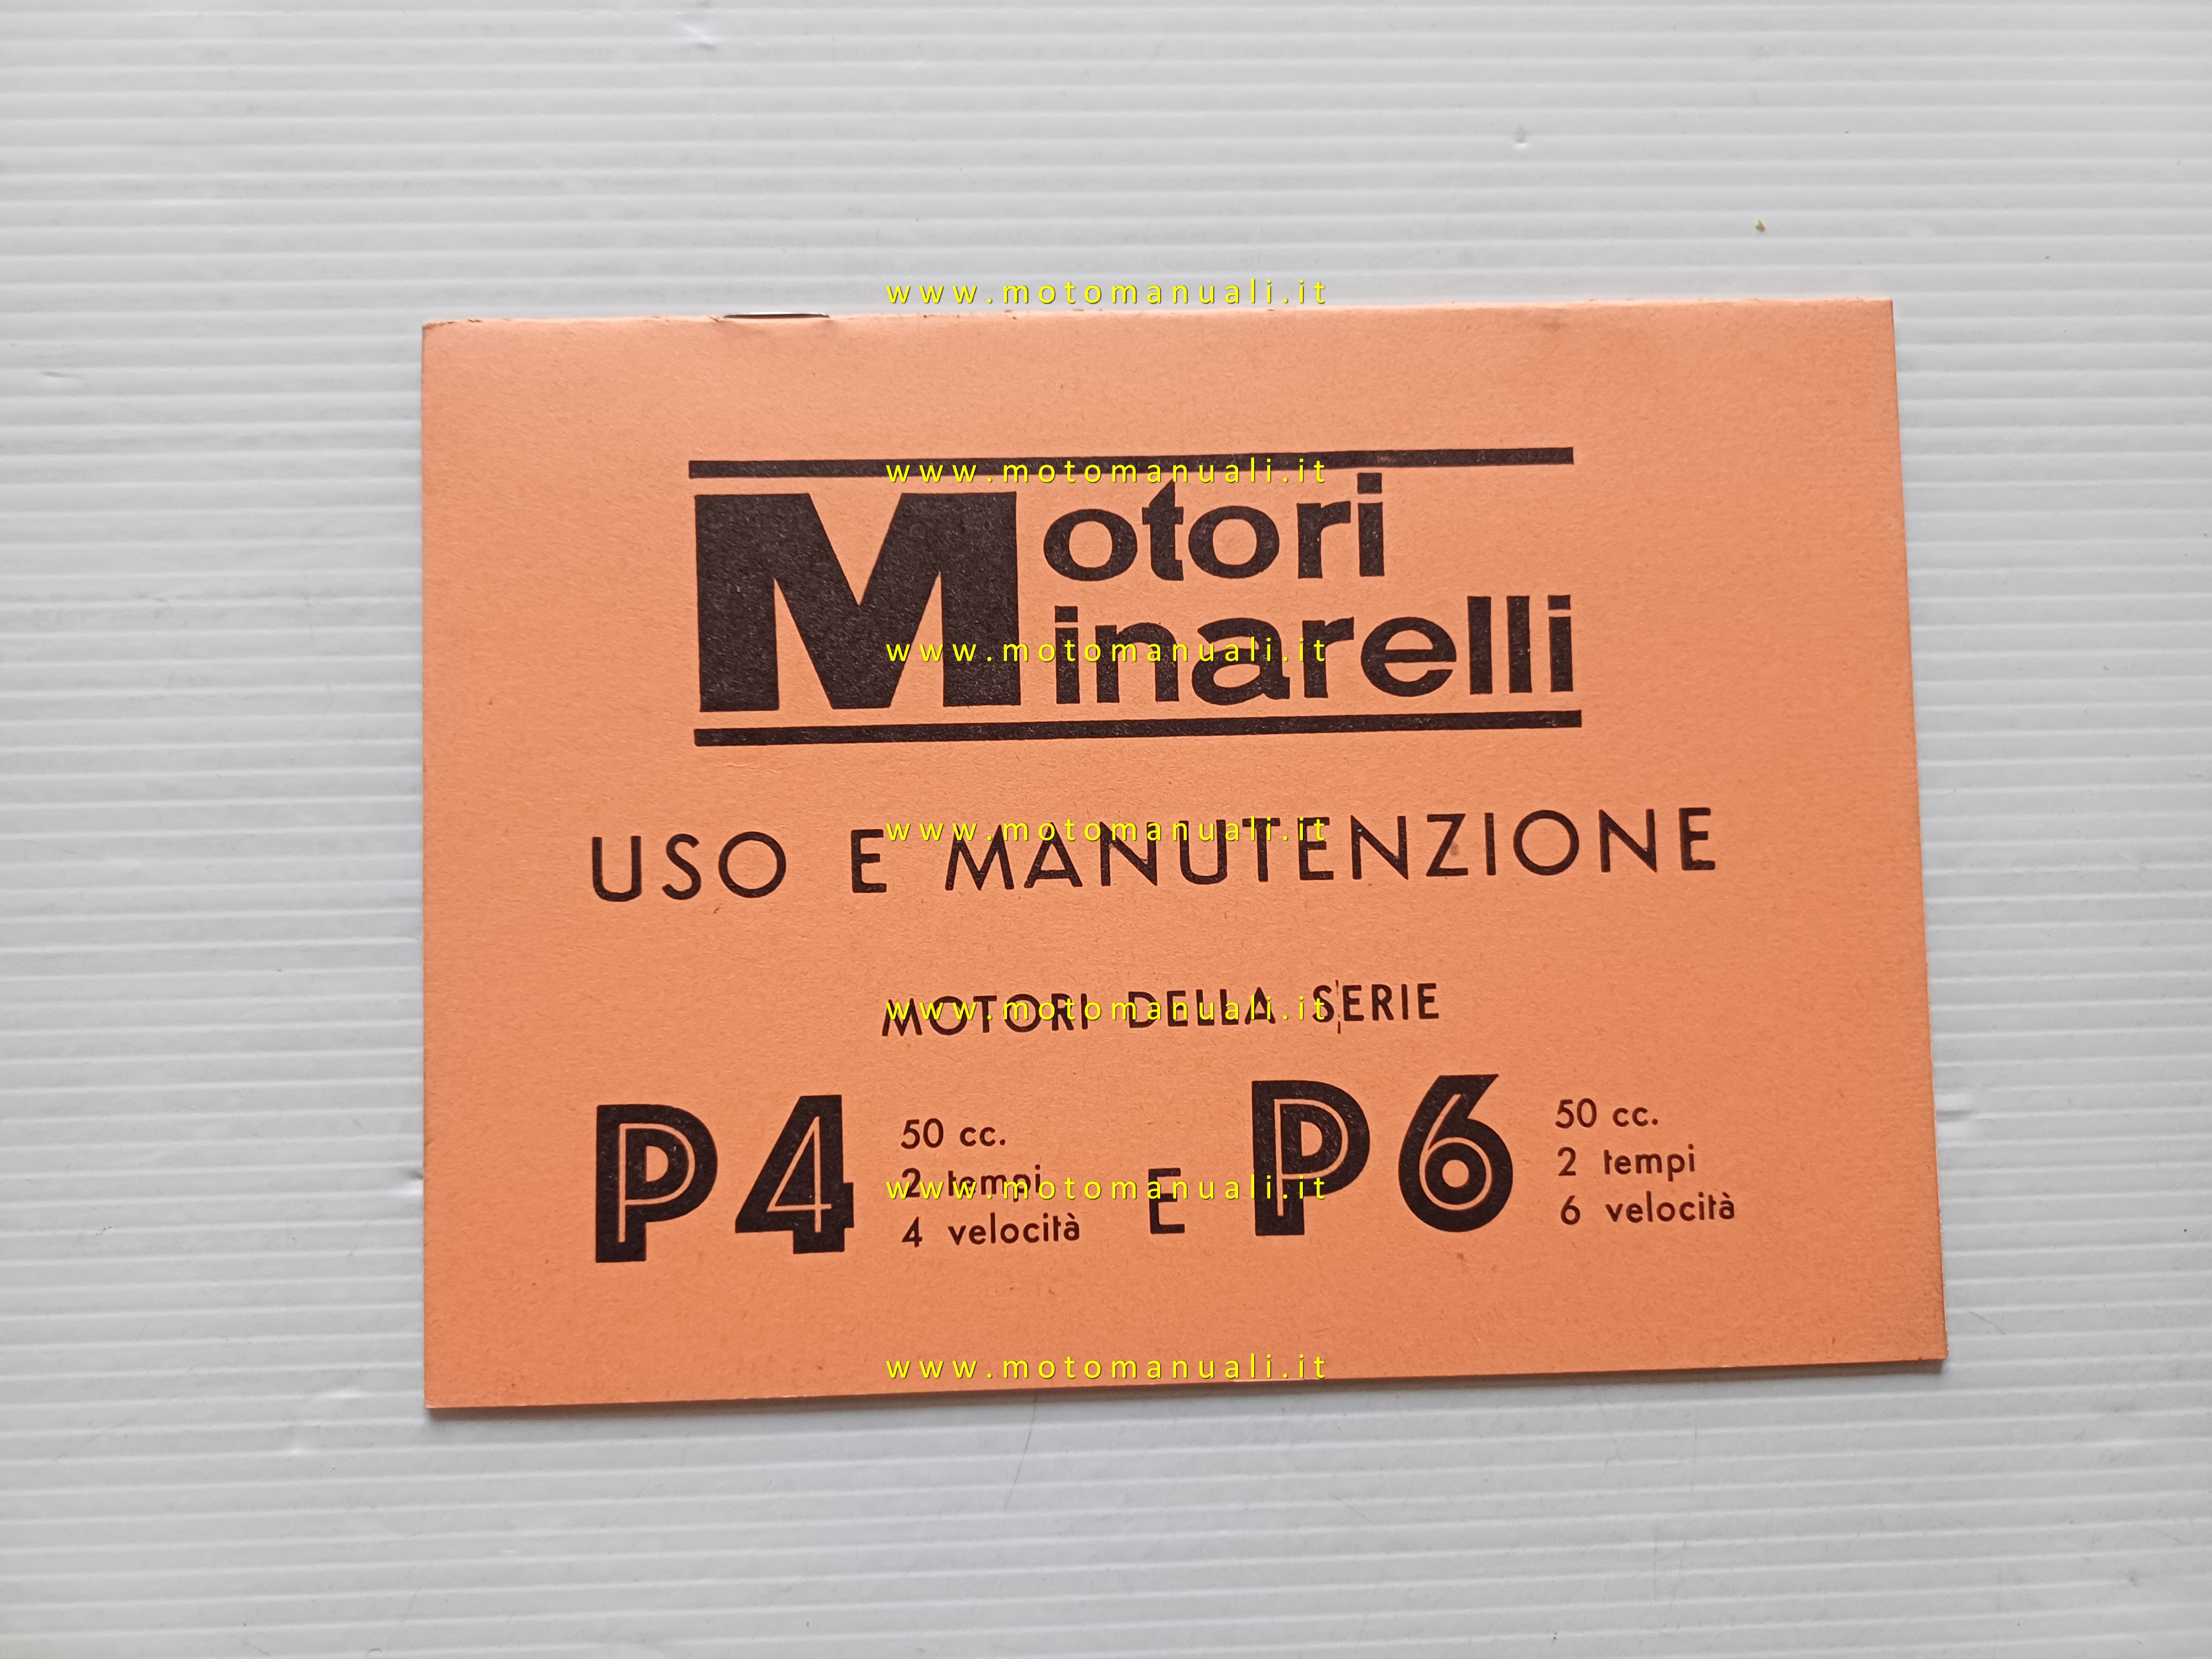 www.motomanuali.it
www.motomanuali.it
Motori
Minarelli
www.motomanuali.it
USO E MANUTENZIONE
www.motomanuali.it
MOTORI DELLA SERIE
www.motomanuali.it
P4 50 cc. 2 tempi 4 velocità E P6 50 cc. 2 tempi 6 velocità
www.motomanuali.it
www.motomanuali.it